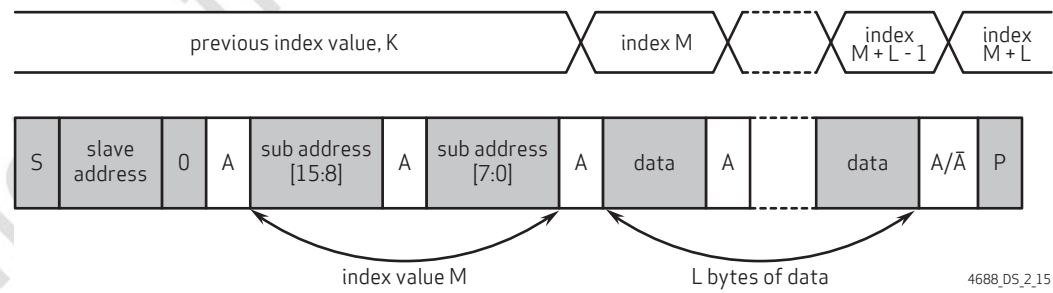 previous index value, K
index M
index
M + L - 1
index
M + L
S
slave
address
0
A
sub address
[15:8]
A
sub address
[7:0]
A
data
A
data
A/Ā
P
index value M
L bytes of data
4688_DS_2_15